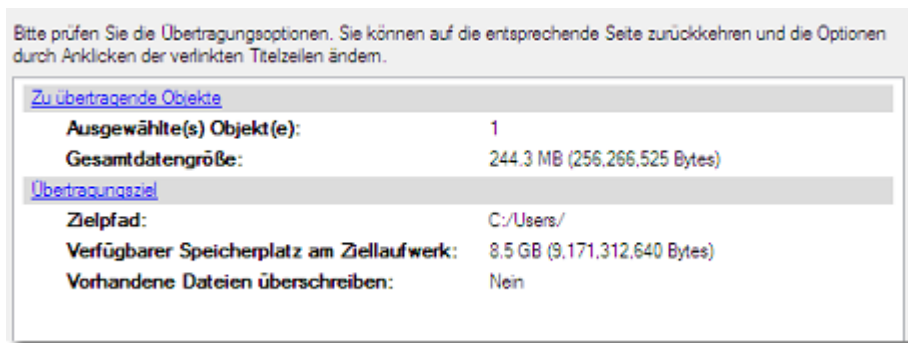 Bitte prüfen Sie die Übertragungsoptionen. Sie können auf die entsprechende Seite zurückkehren und die Optionen
durch Anklicken der verlinkten Titelzeilen ändern.
Zu übertragende Objekte
Ausgewählte(s) Objekt(e): 1
Gesamtdatengröße: 244.3 MB (256,266,525 Bytes)
Übertragungsziel
Zielpfad: C:/Users/
Verfügbarer Speicherplatz am Ziellaufwerk: 8.5 GB (9,171,312,640 Bytes)
Vorhandene Dateien überschreiben: Nein